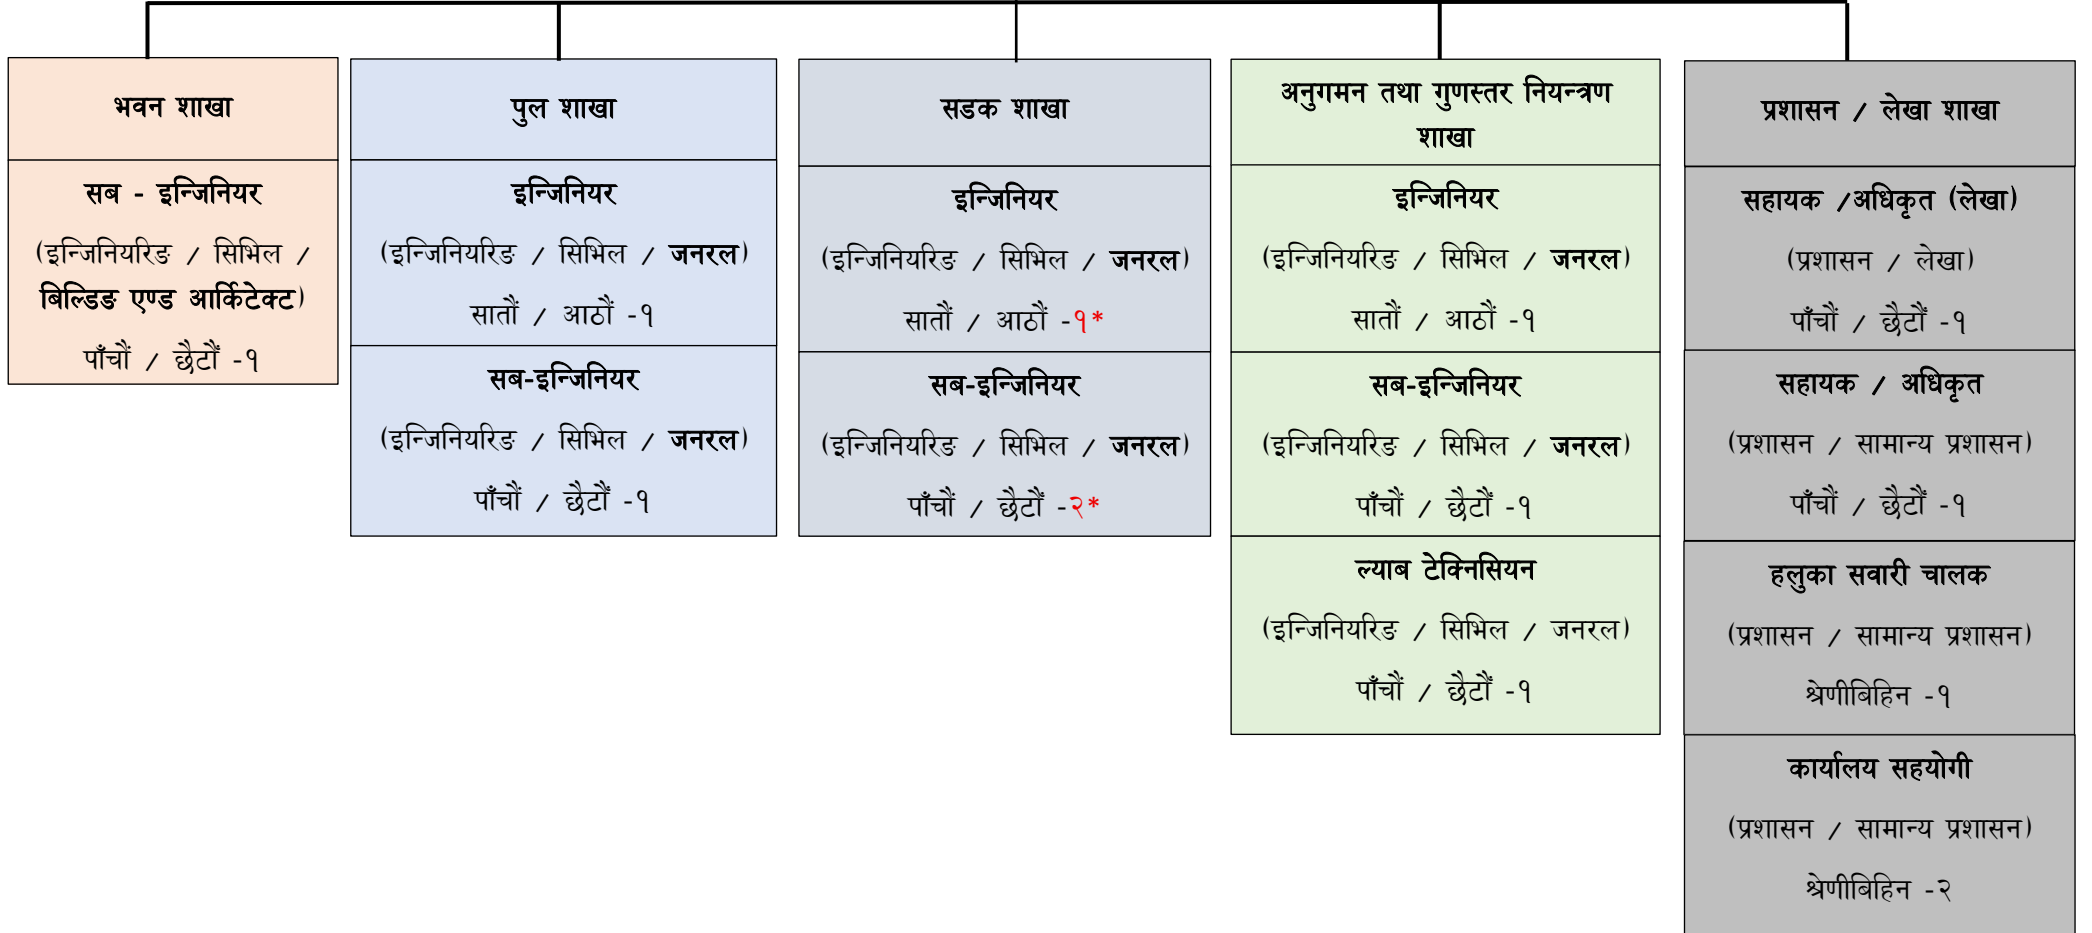 भवन शाखा
सब - इन्जिनियर
(इन्जिनियरिङ / सिभिल /
बिल्डिङ एण्ड आर्किटेक्ट)
पाँचौं / छैटौं -१
पुल शाखा
इन्जिनियर
(इन्जिनियरिङ / सिभिल / जनरल)
सातौं / आठौं -१
सब-इन्जिनियर
(इन्जिनियरिङ / सिभिल / जनरल)
पाँचौं / छैटौं -१
सडक शाखा
इन्जिनियर
(इन्जिनियरिङ / सिभिल / जनरल)
सातौं / आठौं -१*
सब-इन्जिनियर
(इन्जिनियरिङ / सिभिल / जनरल)
पाँचौं / छैटौं -२*
अनुगमन तथा गुणस्तर नियन्त्रण
शाखा
इन्जिनियर
(इन्जिनियरिङ / सिभिल / जनरल)
सातौं / आठौं -१
सब-इन्जिनियर
(इन्जिनियरिङ / सिभिल / जनरल)
पाँचौं / छैटौं -१
ल्याब टेक्निसियन
(इन्जिनियरिङ / सिभिल / जनरल)
पाँचौं / छैटौं -१
प्रशासन / लेखा शाखा
सहायक /अधिकृत (लेखा)
(प्रशासन / लेखा)
पाँचौं / छैटौं -१
सहायक / अधिकृत
(प्रशासन / सामान्य प्रशासन)
पाँचौं / छैटौं -१
हलुका सवारी चालक
(प्रशासन / सामान्य प्रशासन)
श्रेणीबिहिन -१
कार्यालय सहयोगी
(प्रशासन / सामान्य प्रशासन)
श्रेणीबिहिन -२